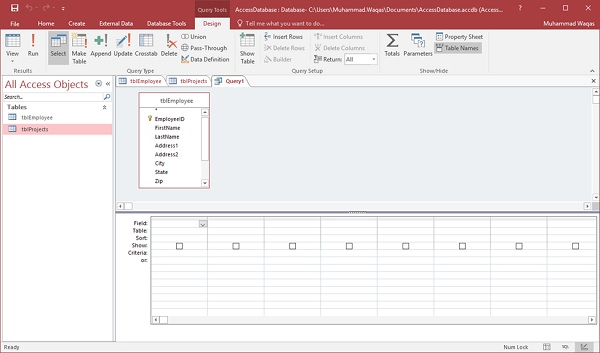 Query Tools
AccessDatabase : Database- C:\Users\Muhammad.Waqas\Documents\AccessDatabase.accdb (Access...
File Home Create External Data Database Tools Design Tell me what you want to do... Muhammad Waqas
View Run Select Make Table Append Update Crosstab Delete
Union
Pass-Through
Data Definition
Show Table
Insert Rows
Delete Rows
Builder
Insert Columns
Delete Columns
Return: All
Totals Parameters
Property Sheet
Table Names
Results Query Type Query Setup Show/Hide
All Access Objects
Search...
Tables
tblEmployee
tblProjects
tblEmployee tblProjects Query1
tblEmployee
*
EmployeeID
FirstName
LastName
Address1
Address2
City
State
Zip
Field:
Table:
Sort:
Show:
Criteria:
or:
Ready Num Lock SQL